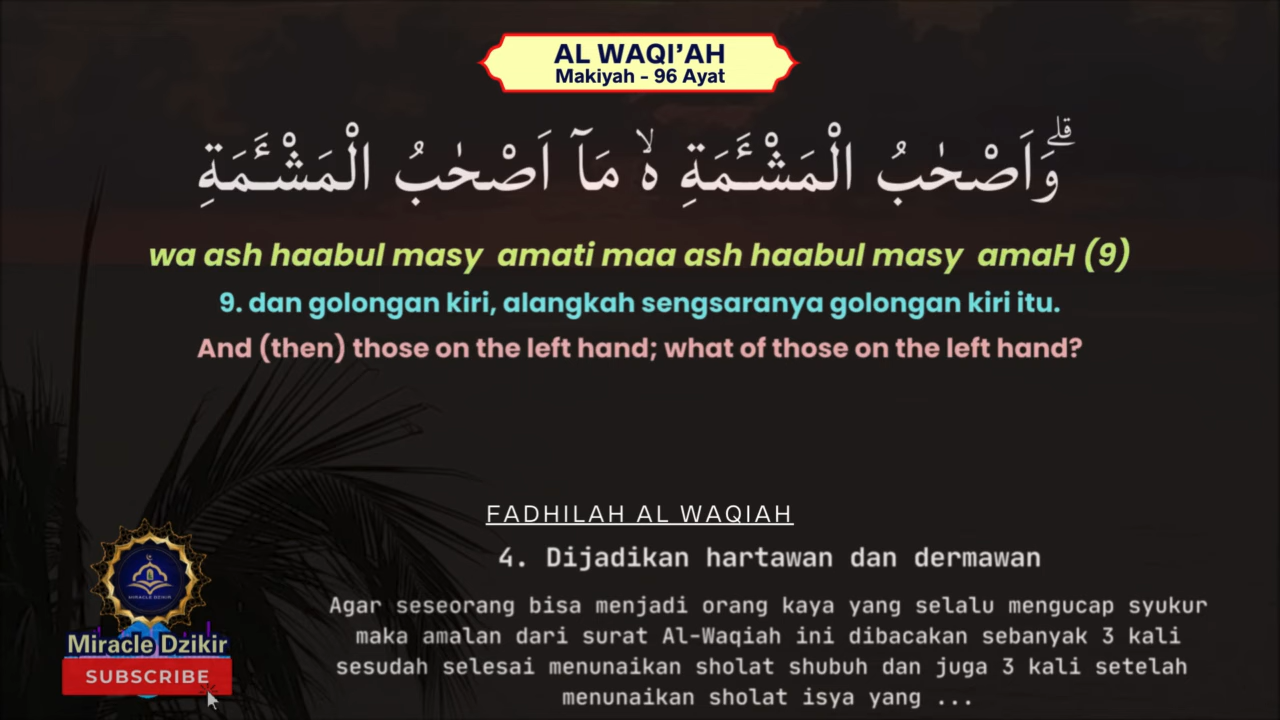 AL WAQI’AH
Makiyah - 96 Ayat
وَاَصْحٰبُ الْمَشْـَٔمَةِ ەۙ مَآ اَصْحٰبُ الْمَشْـَٔمَةِۗ
wa ash haabul masy amati maa ash haabul masy amaH (9)
9. dan golongan kiri, alangkah sengsaranya golongan kiri itu.
And (then) those on the left hand; what of those on the left hand?
FADHILAH AL WAQIAH
4. Dijadikan hartawan dan dermawan
Agar seseorang bisa menjadi orang kaya yang selalu mengucap syukur
maka amalan dari surat Al-Waqiah ini dibacakan sebanyak 3 kali
sesudah selesai menunaikan sholat shubuh dan juga 3 kali setelah
menunaikan sholat isya yang ...
MIRACLE DZIKIR
Miracle Dzikir
SUBSCRIBE